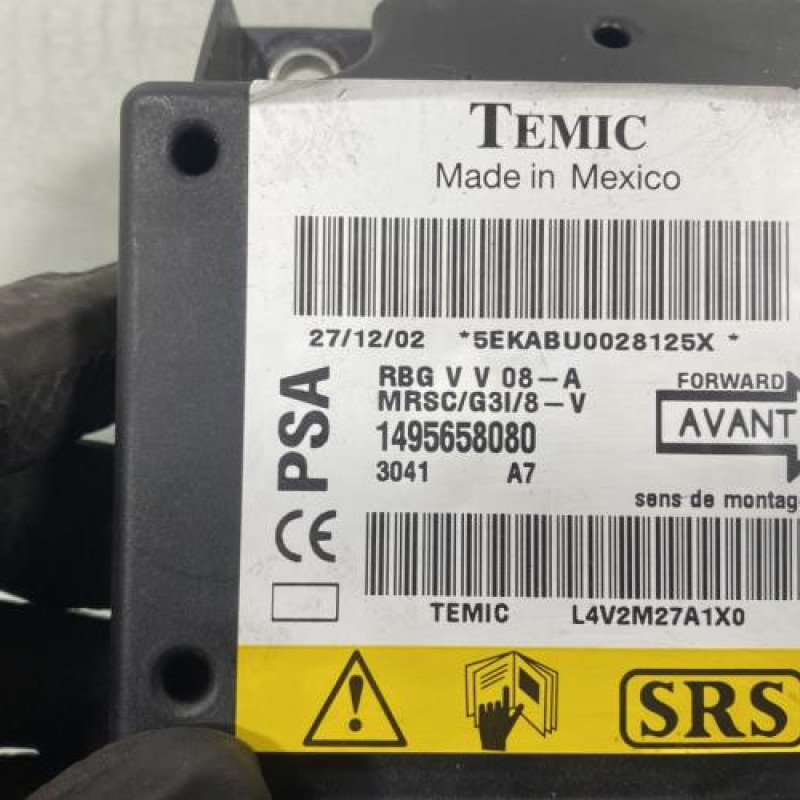 TEMIC
Made in Mexico
27/12/02 *5EKABU0028125X *
PSA
RBG V V 08-A
MRSC/G3I/8-V
1495658080
3041 A7
FORWARD
AVANT
sens de montag
CE
TEMIC L4V2M27A1X0
SRS